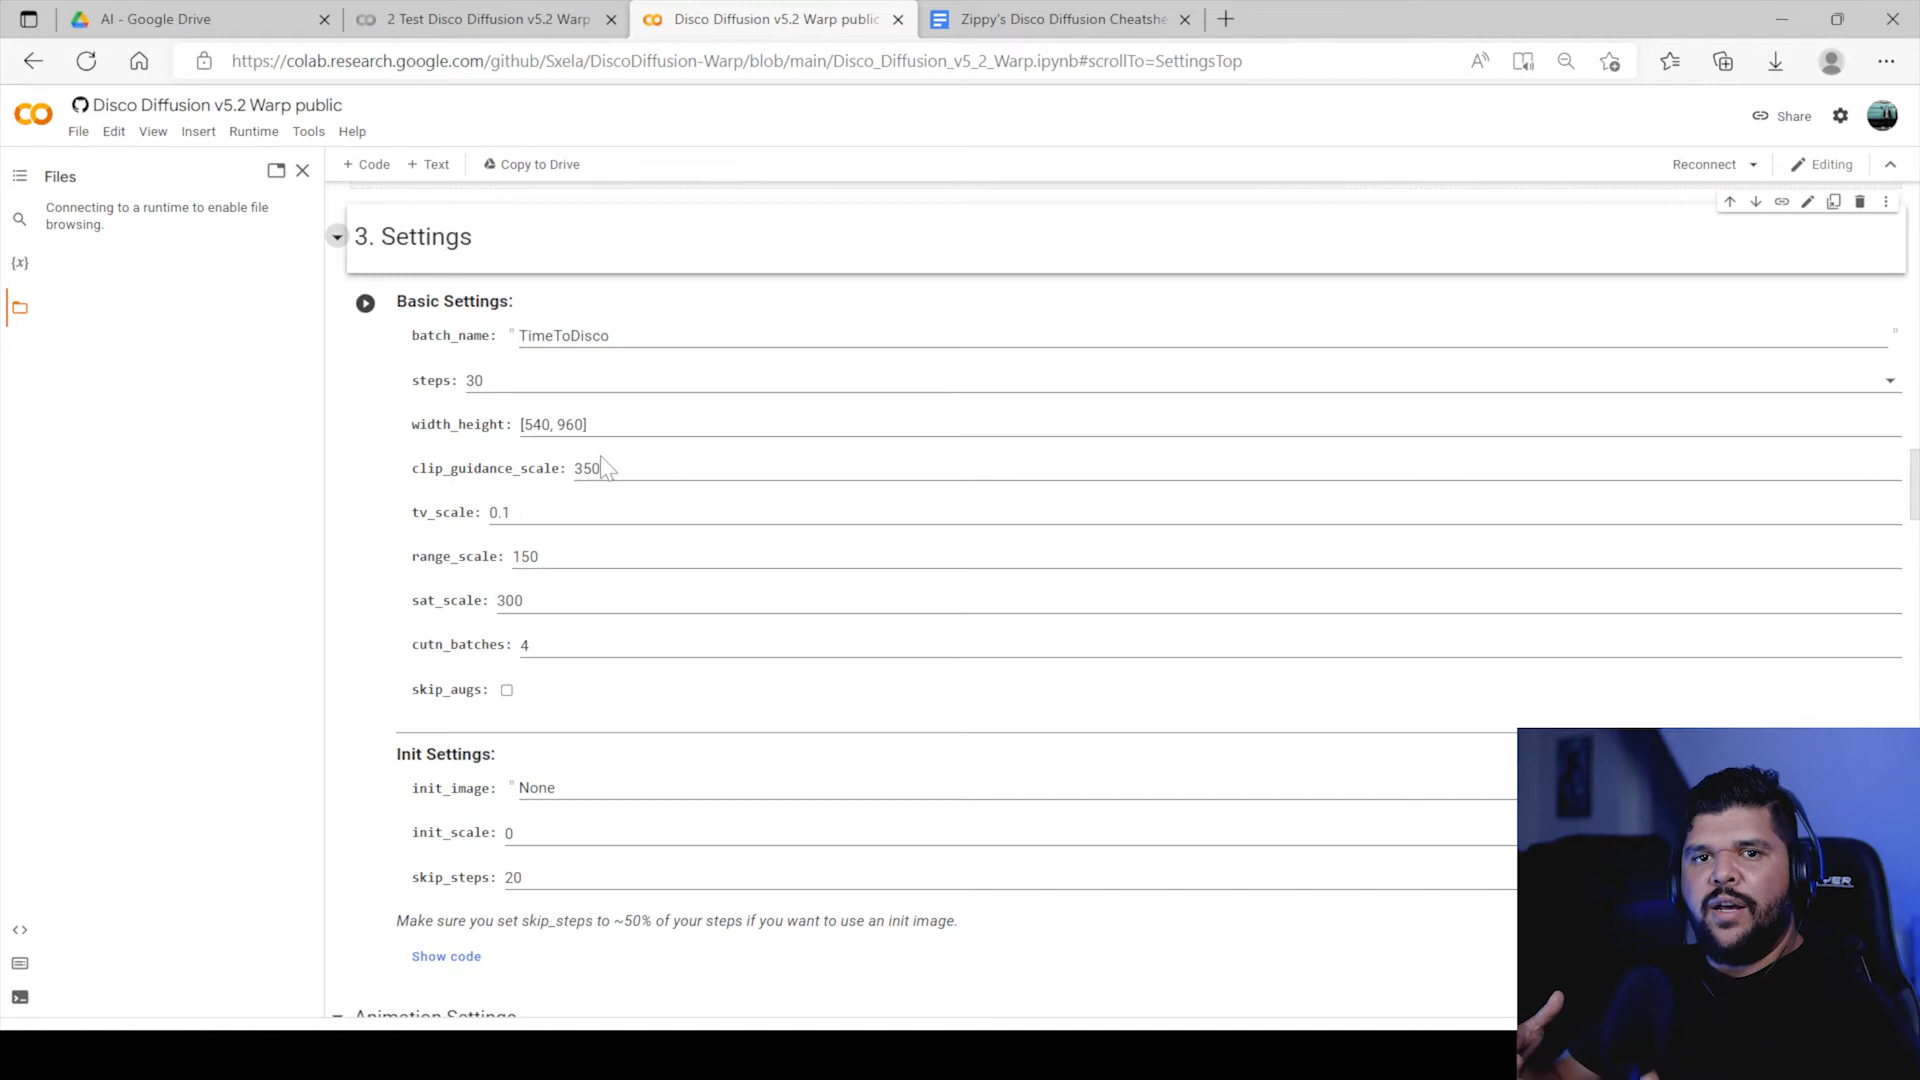 AI - Google Drive
2 Test Disco Diffusion v5.2 Warp
Disco Diffusion v5.2 Warp public
Zippy's Disco Diffusion Cheatshe
https://colab.research.google.com/github/Sxela/DiscoDiffusion-Warp/blob/main/Disco_Diffusion_v5_2_Warp.ipynb#scrollTo=SettingsTop
Disco Diffusion v5.2 Warp public
Share
File Edit View Insert Runtime Tools Help
Files
+ Code + Text Copy to Drive
Reconnect Editing
Connecting to a runtime to enable file
browsing.
3. Settings
Basic Settings:
batch_name: " TimeToDisco "
steps: 30
width_height: [540, 960]
clip_guidance_scale: 350
tv_scale: 0.1
range_scale: 150
sat_scale: 300
cutn_batches: 4
skip_augs:
Init Settings:
init_image: " None
init_scale: 0
skip_steps: 20
Make sure you set skip_steps to ~50% of your steps if you want to use an init image.
Show code
Animation Settings